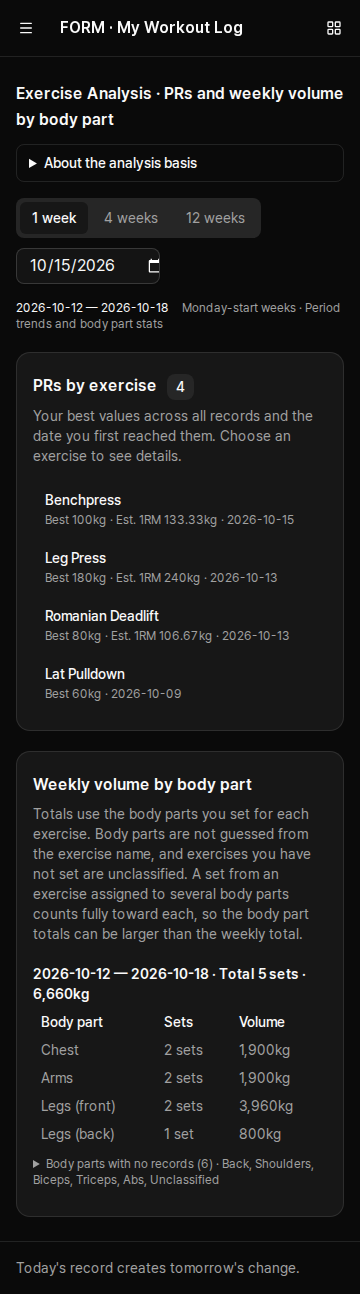 FORM · My Workout Log
Exercise Analysis · PRs and weekly volume
by body part
▶ About the analysis basis
1 week 4 weeks 12 weeks
10/15/2026
2026-10-12 — 2026-10-18 Monday-start weeks · Period
trends and body part stats
PRs by exercise 4
Your best values across all records and the
date you first reached them. Choose an
exercise to see details.
Benchpress
Best 100kg · Est. 1RM 133.33kg · 2026-10-15
Leg Press
Best 180kg · Est. 1RM 240kg · 2026-10-13
Romanian Deadlift
Best 80kg · Est. 1RM 106.67kg · 2026-10-13
Lat Pulldown
Best 60kg · 2026-10-09
Weekly volume by body part
Totals use the body parts you set for each
exercise. Body parts are not guessed from
the exercise name, and exercises you have
not set are unclassified. A set from an
exercise assigned to several body parts
counts fully toward each, so the body part
totals can be larger than the weekly total.
2026-10-12 — 2026-10-18 · Total 5 sets ·
6,660kg
Body part Sets Volume
Chest 2 sets 1,900kg
Arms 2 sets 1,900kg
Legs (front) 2 sets 3,960kg
Legs (back) 1 set 800kg
▶ Body parts with no records (6) · Back, Shoulders,
Biceps, Triceps, Abs, Unclassified
Today's record creates tomorrow's change.